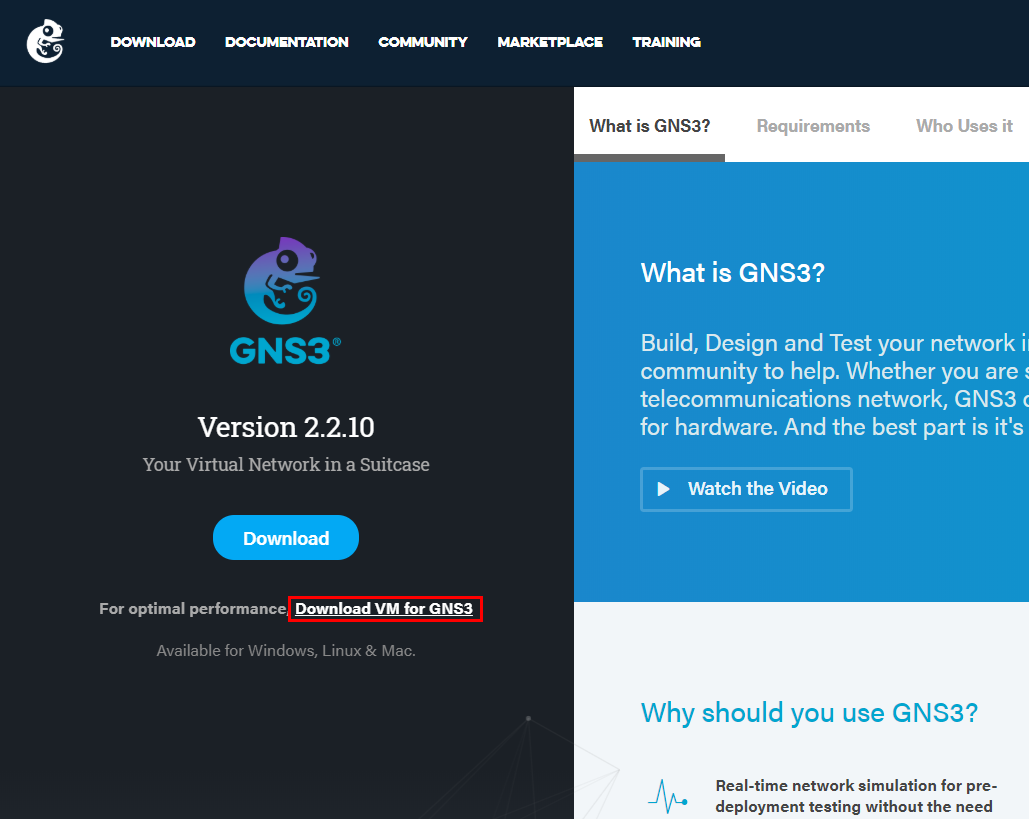 DOWNLOAD DOCUMENTATION COMMUNITY MARKETPLACE TRAINING
GNS3®
Version 2.2.10
Your Virtual Network in a Suitcase
Download
For optimal performance, Download VM for GNS3
Available for Windows, Linux & Mac.
What is GNS3? Requirements Who Uses it
What is GNS3?
Build, Design and Test your network
community to help. Whether you are
telecommunications network, GNS3
for hardware. And the best part is it's
Watch the Video
Why should you use GNS3?
Real-time network simulation for pre-
deployment testing without the need